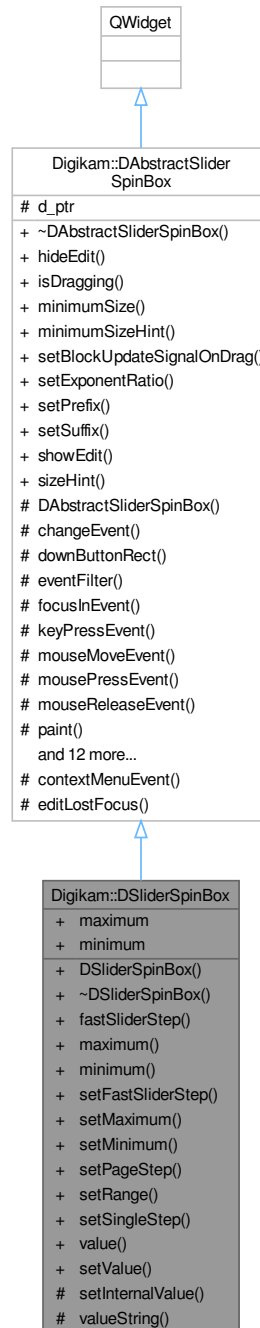 QWidget
Digikam::DAbstractSlider
SpinBox
# d_ptr
+ ~DAbstractSliderSpinBox()
+ hideEdit()
+ isDragging()
+ minimumSize()
+ minimumSizeHint()
+ setBlockUpdateSignalOnDrag()
+ setExponentRatio()
+ setPrefix()
+ setSuffix()
+ showEdit()
+ sizeHint()
# DAbstractSliderSpinBox()
# changeEvent()
# downButtonRect()
# eventFilter()
# focusInEvent()
# keyPressEvent()
# mouseMoveEvent()
# mousePressEvent()
# mouseReleaseEvent()
# paint()
and 12 more...
# contextMenuEvent()
# editLostFocus()
Digikam::DSliderSpinBox
+ maximum
+ minimum
+ DSliderSpinBox()
+ ~DSliderSpinBox()
+ fastSliderStep()
+ maximum()
+ minimum()
+ setFastSliderStep()
+ setMaximum()
+ setMinimum()
+ setPageStep()
+ setRange()
+ setSingleStep()
+ value()
+ setValue()
# setInternalValue()
# valueString()